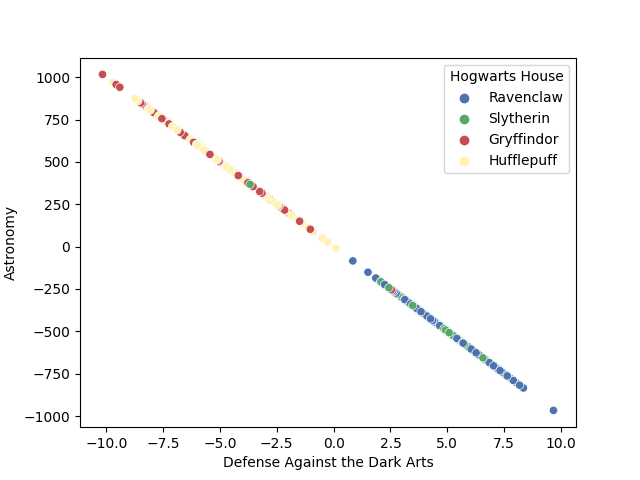 Hogwarts House
Ravenclaw
Slytherin
Gryffindor
Hufflepuff
1000
750
500
250
0
−250
−500
−750
−1000
Astronomy
−10.0 −7.5 −5.0 −2.5 0.0 2.5 5.0 7.5 10.0
Defense Against the Dark Arts